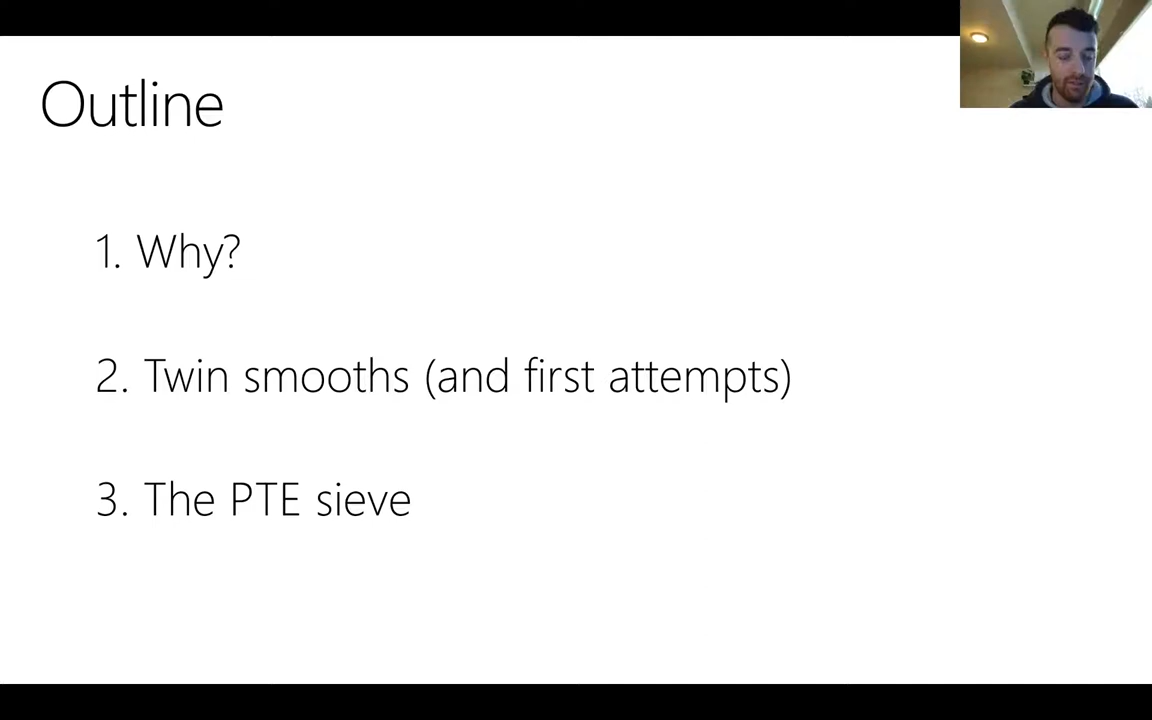 Outline
1. Why?
2. Twin smooths (and first attempts)
3. The PTE sieve